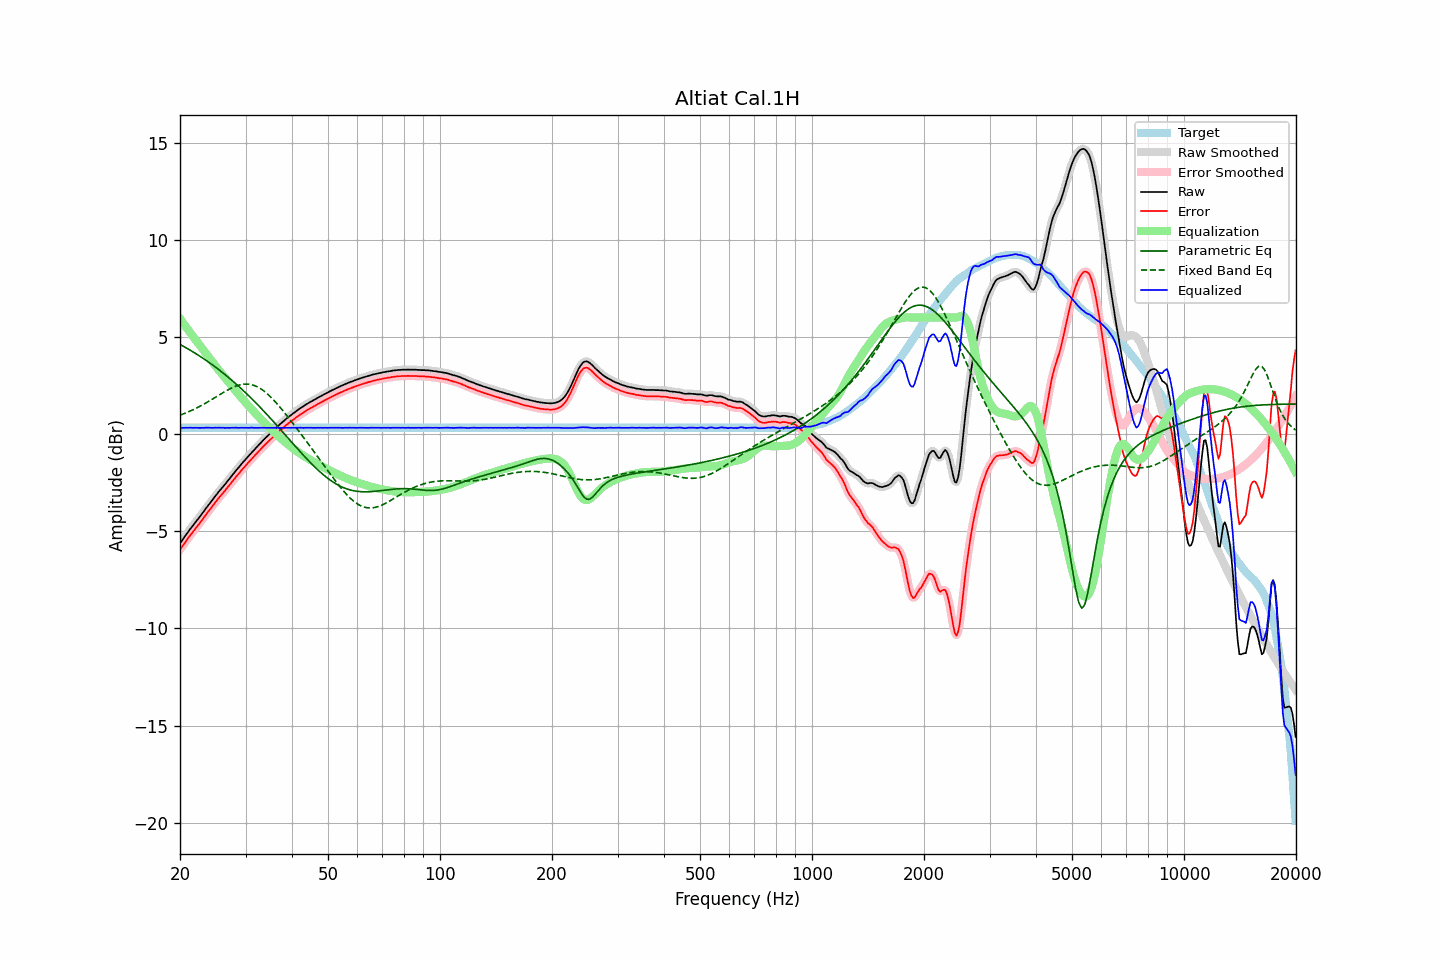 Altiat Cal.1H
Target
Raw Smoothed
Error Smoothed
Raw
Error
Equalization
Parametric Eq
Fixed Band Eq
Equalized
15
10
5
0
−5
−10
−15
−20
Amplitude (dBr)
20 50 100 200 500 1000 2000 5000 10000 20000
Frequency (Hz)